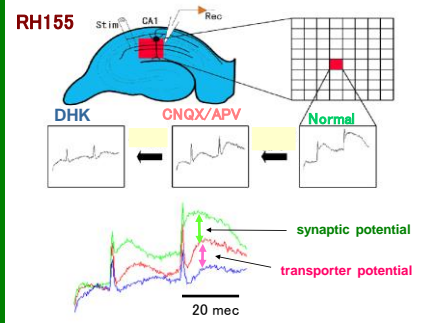 RH155
Stim
CA1
Rec
DHK
CNQX/APV
Normal
synaptic potential
transporter potential
20 mec